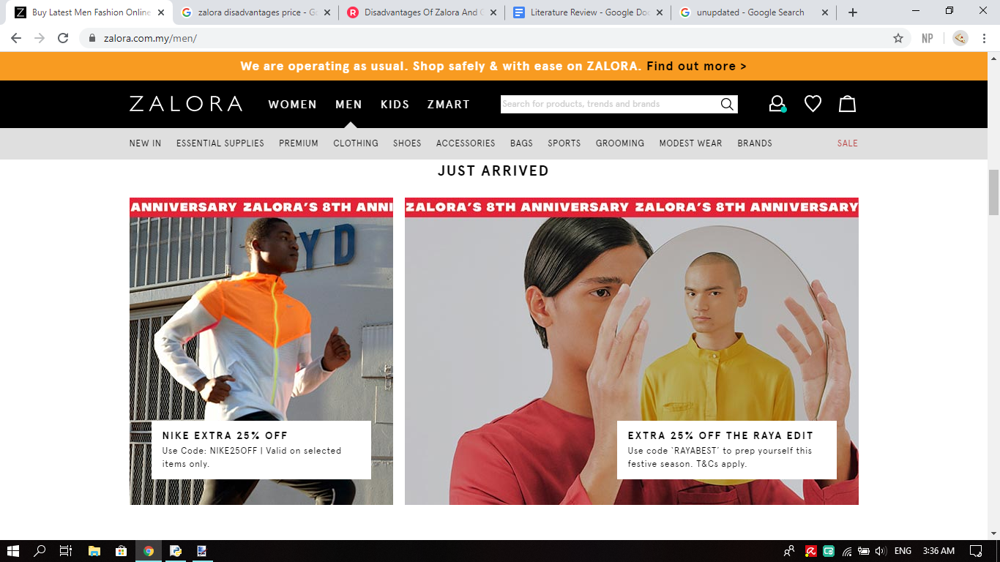 Buy Latest Men Fashion Online
zalora disadvantages price - Go
Disadvantages Of Zalora And
Literature Review - Google Doc
unupdated - Google Search
zalora.com.my/men/
NP
We are operating as usual. Shop safely & with ease on ZALORA. Find out more >
ZALORA
WOMEN MEN KIDS ZMART
Search for products, trends and brands
NEW IN ESSENTIAL SUPPLIES PREMIUM CLOTHING SHOES ACCESSORIES BAGS SPORTS GROOMING MODEST WEAR BRANDS SALE
JUST ARRIVED
ANNIVERSARY ZALORA'S 8TH ANNI
ZALORA'S 8TH ANNIVERSARY ZALORA'S 8TH ANNIVERSARY
YD
NIKE EXTRA 25% OFF
Use Code: NIKE25OFF | Valid on selected
items only.
EXTRA 25% OFF THE RAYA EDIT
Use code 'RAYABEST' to prep yourself this
festive season. T&Cs apply.
ENG
3:36 AM